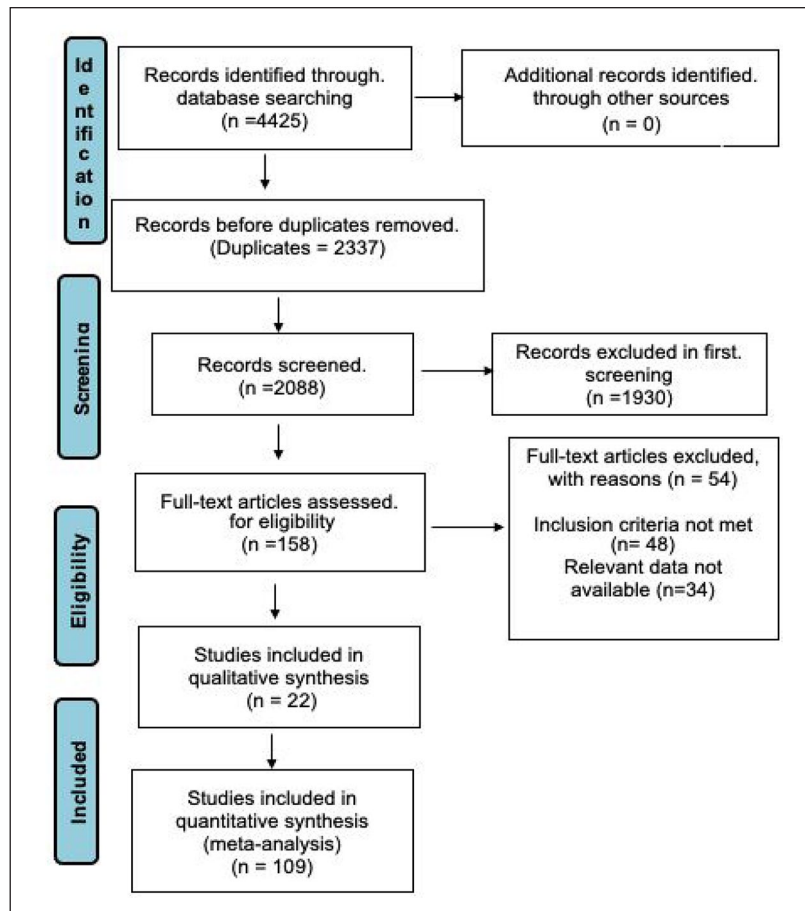 Id
e
ntifi
c
at
io
n
Records identified through.
database searching
(n =4425)
Additional records identified.
through other sources
(n = 0)
Records before duplicates removed.
(Duplicates = 2337)
Screening
Records screened.
(n =2088)
Records excluded in first.
screening
(n =1930)
Eligibility
Full-text articles assessed.
for eligibility
(n =158)
Full-text articles excluded,
with reasons (n = 54)
Inclusion criteria not met
(n= 48)
Relevant data not
available (n=34)
Studies included in
qualitative synthesis
(n = 22)
Included
Studies included in
quantitative synthesis
(meta-analysis)
(n = 109)